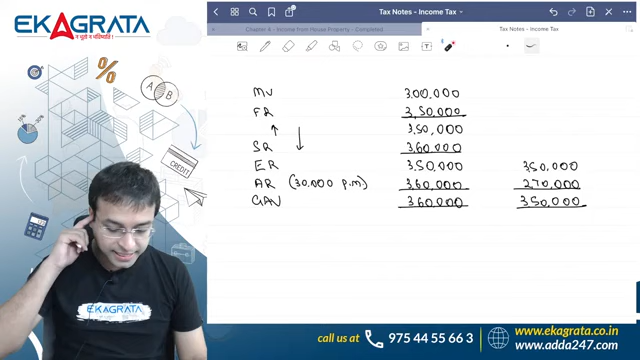 EKAGRATA
। न भूतो न भविष्यति ।
A B
%
CREDIT
EKAGRATA
Tax Notes - Income Tax
Chapter 4 - Income from House Property - Completed
Tax Notes - Income Tax
MV 3,00,000
FR 3,50,000
3,50,000
SR 3,60,000
ER 3,50,000 350,000
AR (30,000 p.m) 3,60,000 270,000
GAV 3,60,000 350,000
call us at 975 44 55 66 3
www.ekagrata.co.in
www.adda247.com